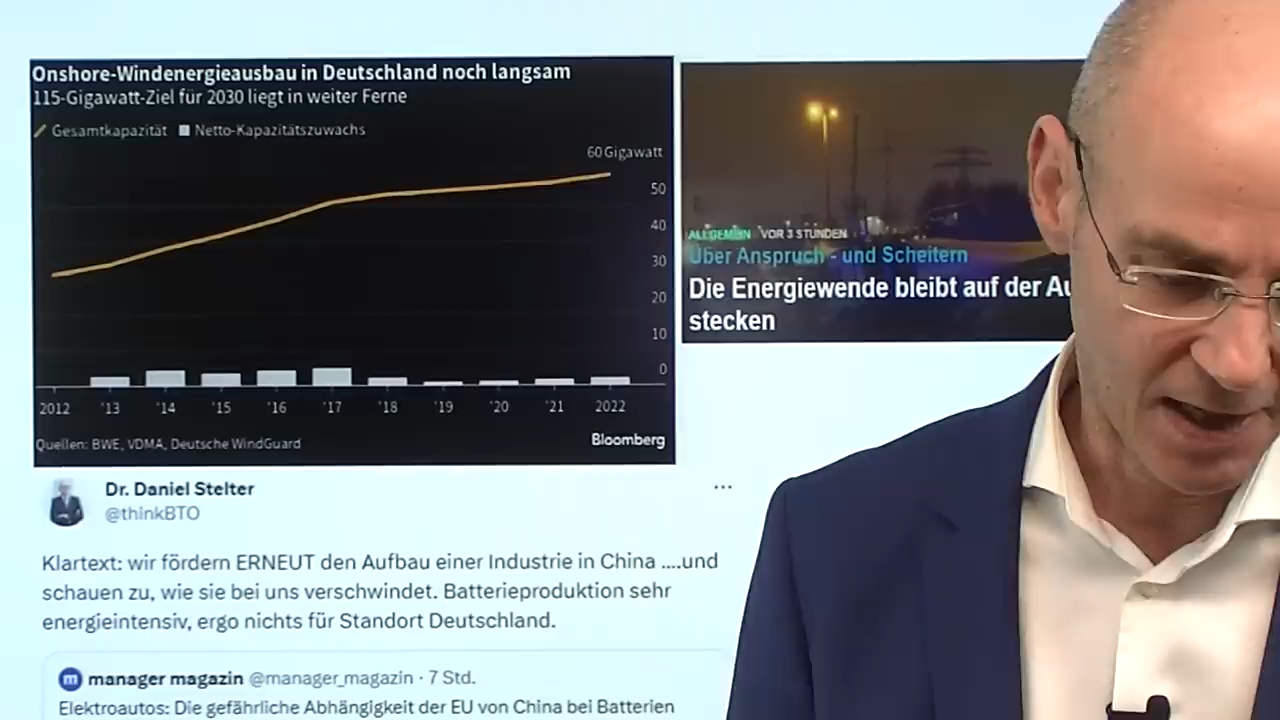 Onshore-Windenergieausbau in Deutschland noch langsam
115-Gigawatt-Ziel für 2030 liegt in weiter Ferne
Gesamtkapazität Netto-Kapazitätszuwachs
60 Gigawatt
50
40
30
20
10
0
2012 '13 '14 '15 '16 '17 '18 '19 '20 '21 2022
Quellen: BWE, VDMA, Deutsche WindGuard
Bloomberg
ALLGEMEIN VOR 3 STUNDEN
Über Anspruch - und Scheitern
Die Energiewende bleibt auf der
stecken
Dr. Daniel Stelter
@thinkBTO
Klartext: wir fördern ERNEUT den Aufbau einer Industrie in China ....und
schauen zu, wie sie bei uns verschwindet. Batterieproduktion sehr
energieintensiv, ergo nichts für Standort Deutschland.
m manager magazin @manager_magazin · 7 Std.
Elektroautos: Die gefährliche Abhängigkeit der EU von China bei Batterien